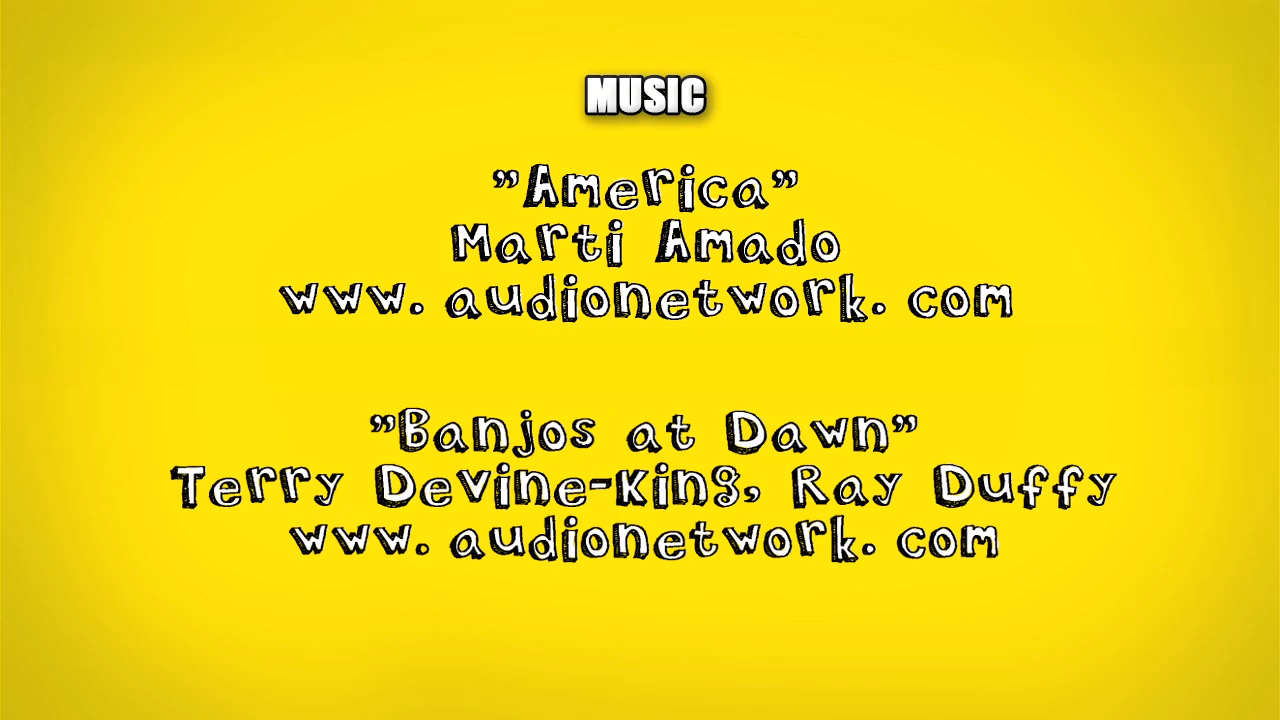 MUSIC
"America"
Marti Amado
www. audionetwork. com
"Banjos at Dawn"
Terry Devine-King, Ray Duffy
www. audionetwork. com